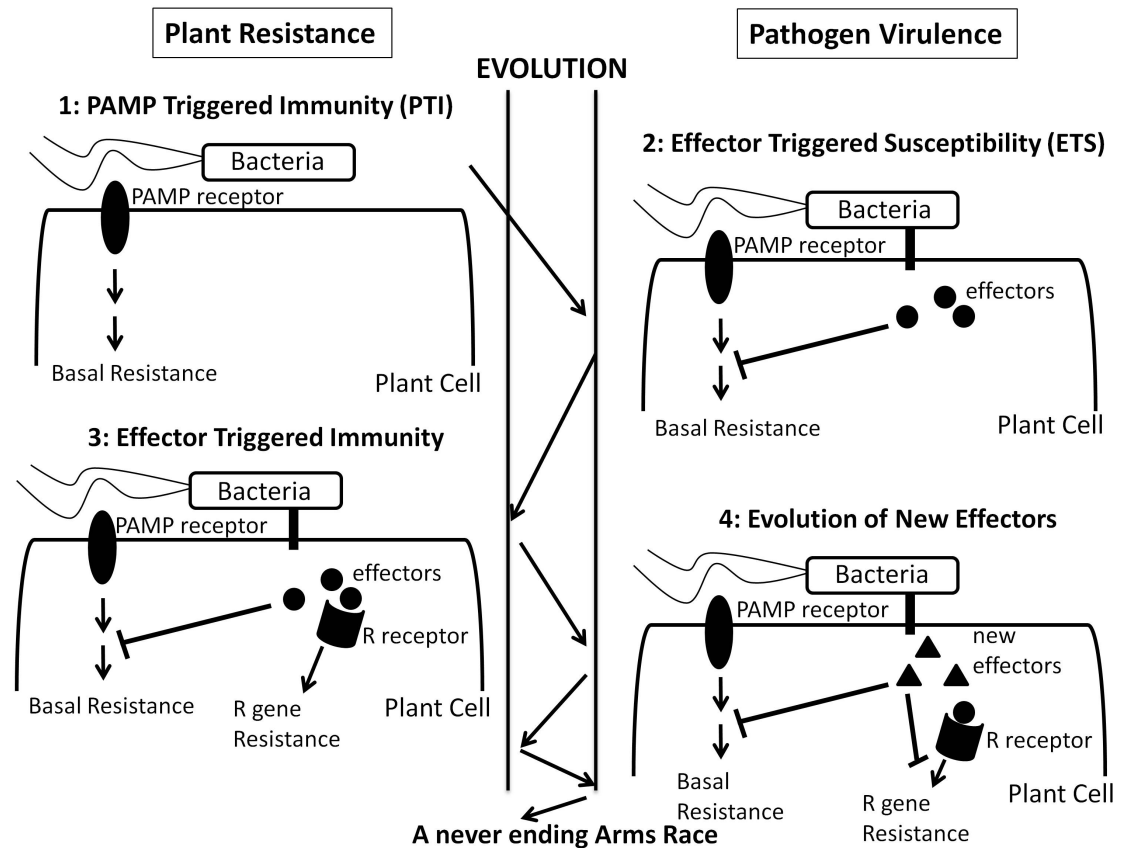 Plant Resistance
Pathogen Virulence
EVOLUTION
1: PAMP Triggered Immunity (PTI)
Bacteria
PAMP receptor
Basal Resistance
Plant Cell
2: Effector Triggered Susceptibility (ETS)
Bacteria
PAMP receptor
effectors
Basal Resistance
Plant Cell
3: Effector Triggered Immunity
Bacteria
PAMP receptor
effectors
R receptor
Basal Resistance
R gene
Resistance
Plant Cell
4: Evolution of New Effectors
Bacteria
PAMP receptor
new
effectors
R receptor
Basal
Resistance
R gene
Resistance
Plant Cell
A never ending Arms Race